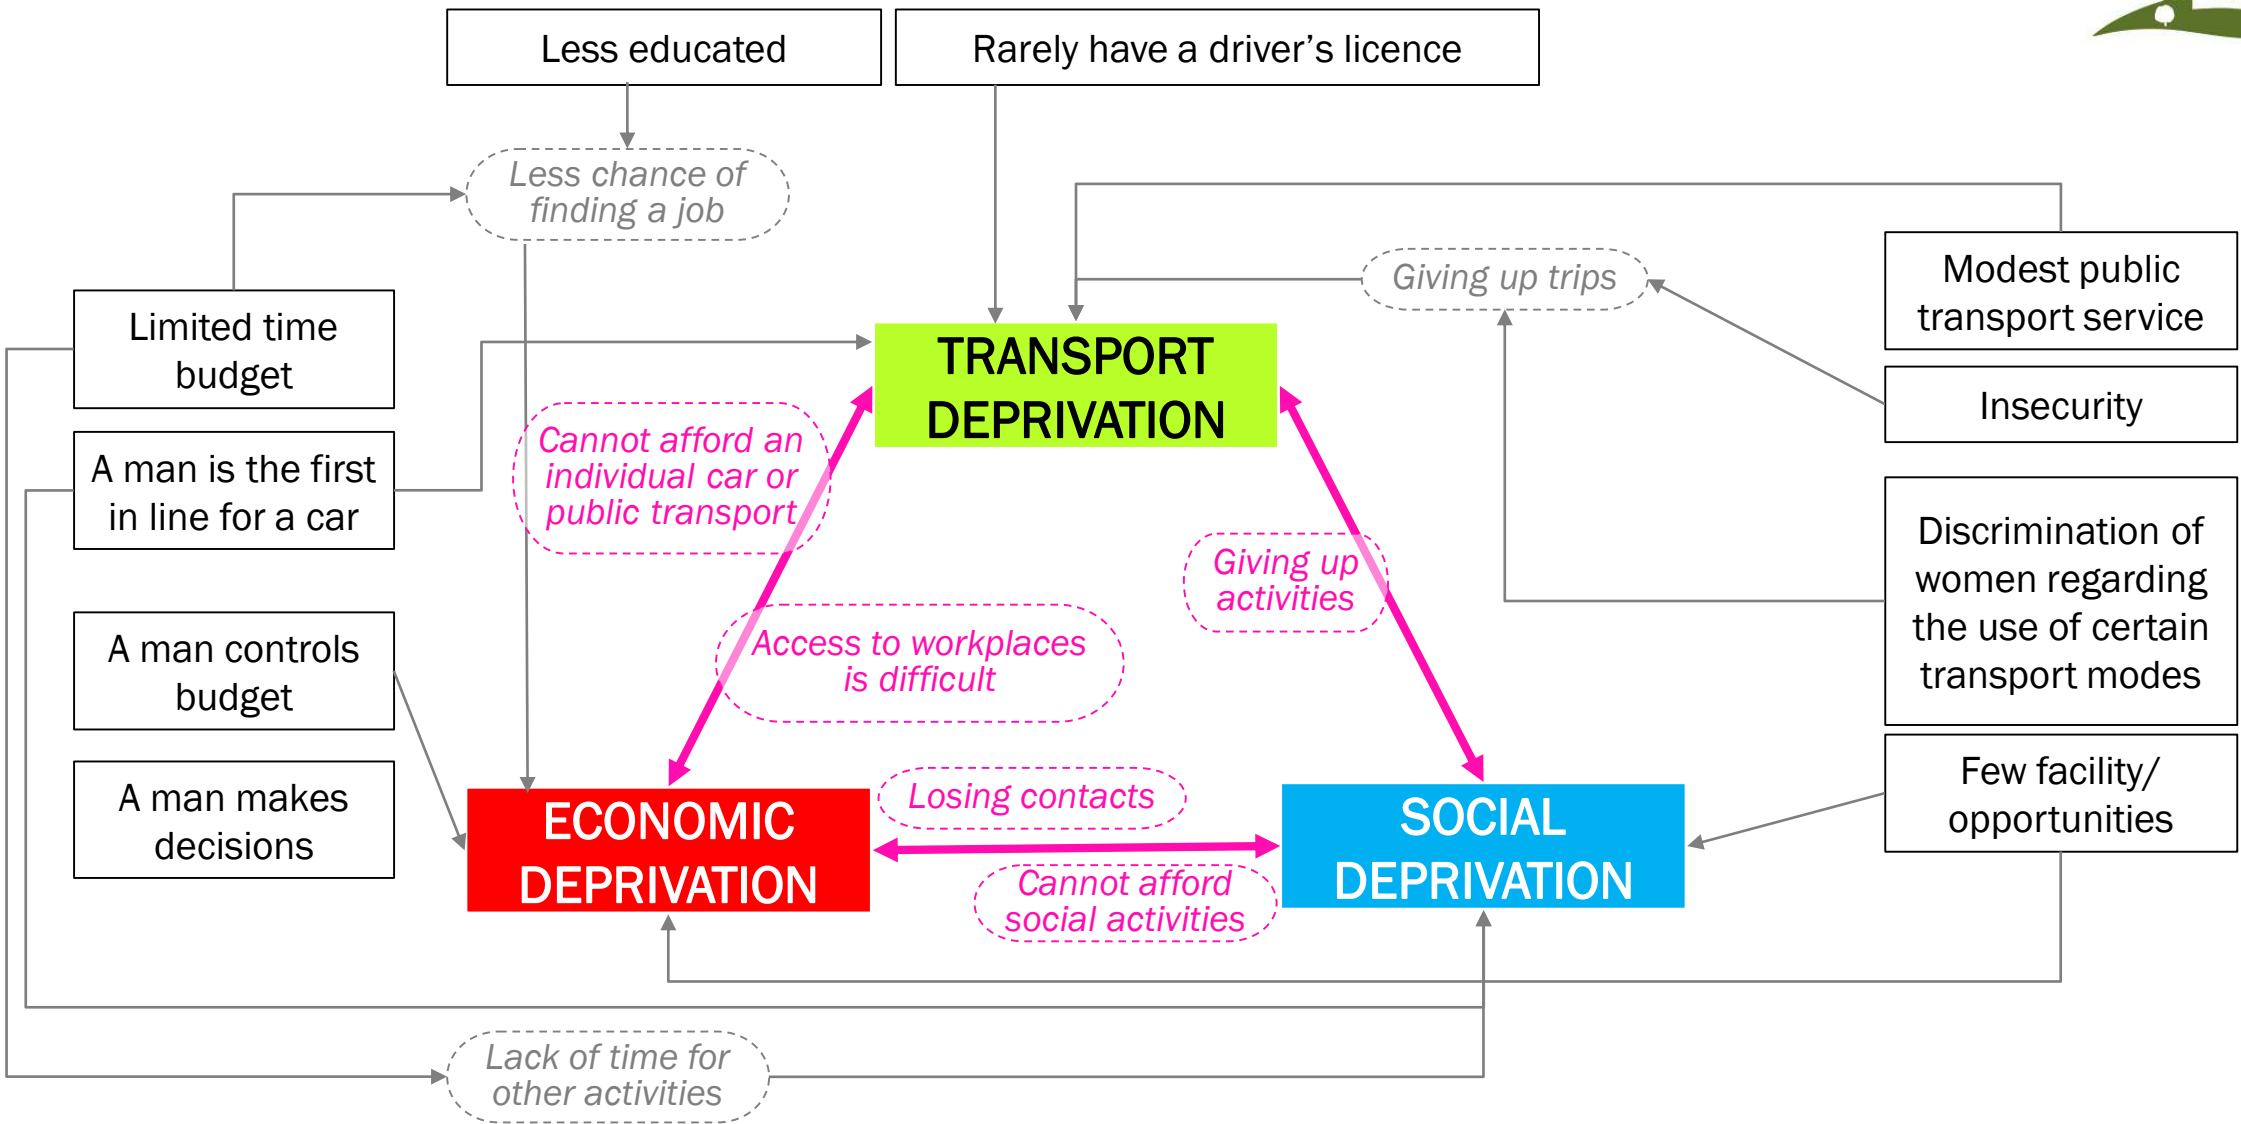 Less educated
Rarely have a driver’s licence
Less chance of
finding a job
Limited time
budget
A man is the first
in line for a car
A man controls
budget
A man makes
decisions
Giving up trips
Modest public
transport service
Insecurity
Discrimination of
women regarding
the use of certain
transport modes
Few facility/
opportunities
TRANSPORT
DEPRIVATION
Cannot afford an
individual car or
public transport
Giving up
activities
Access to workplaces
is difficult
ECONOMIC
DEPRIVATION
Losing contacts
Cannot afford
social activities
SOCIAL
DEPRIVATION
Lack of time for
other activities